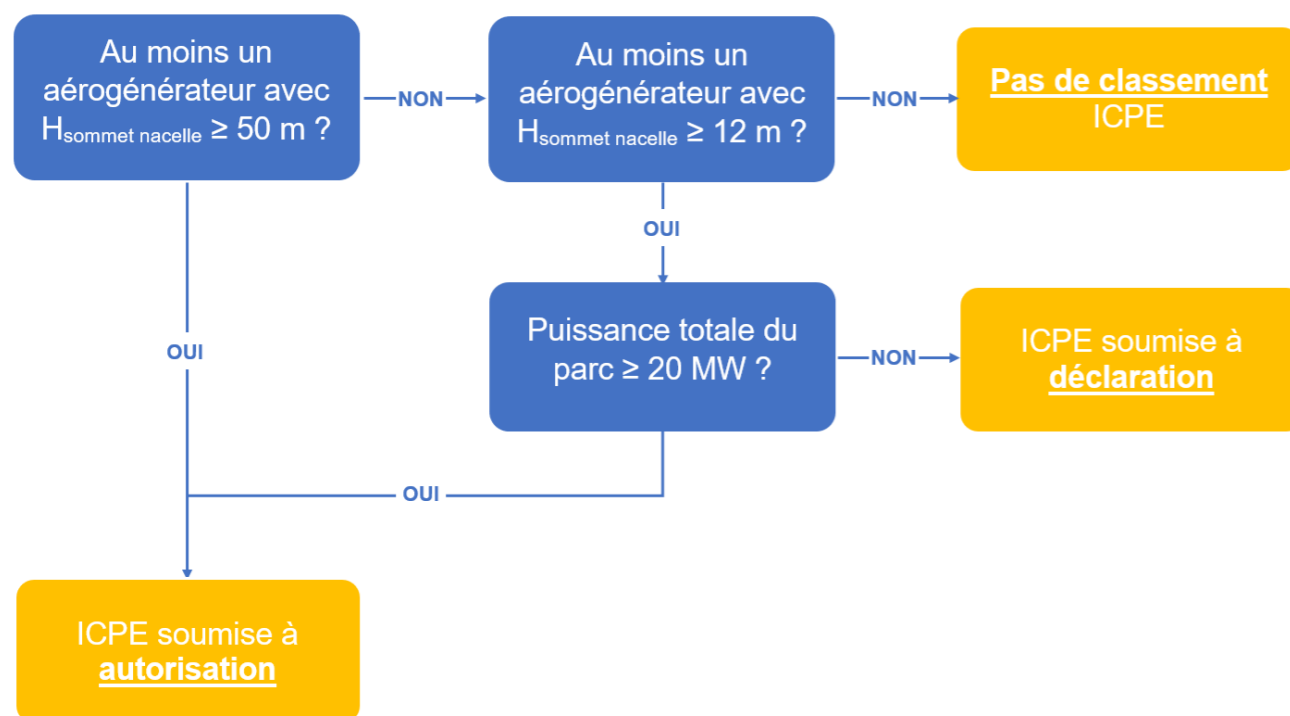 Au moins un
aérogénérateur avec
Hsommet nacelle ≥ 50 m ?
NON
Au moins un
aérogénérateur avec
Hsommet nacelle ≥ 12 m ?
NON
Pas de classement
ICPE
OUI
Puissance totale du
parc ≥ 20 MW ?
NON
ICPE soumise à
déclaration
OUI
OUI
ICPE soumise à
autorisation